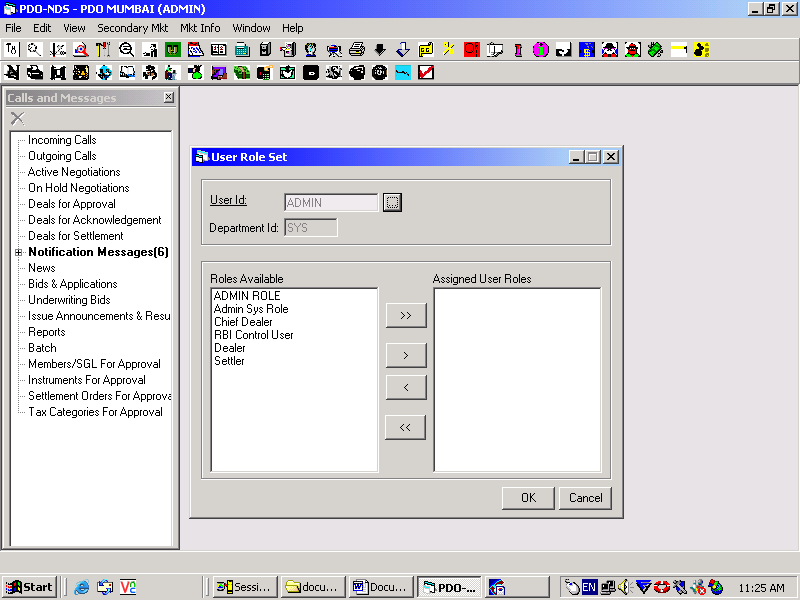 PDO-NDS - PDO MUMBAI (ADMIN)
File Edit View Secondary Mkt Mkt Info Window Help
Calls and Messages
Incoming Calls
Outgoing Calls
Active Negotiations
On Hold Negotiations
Deals for Approval
Deals for Acknowledgement
Deals for Settlement
Notification Messages(6)
News
Bids & Applications
Underwriting Bids
Issue Announcements & Resu
Reports
Batch
Members/SGL For Approval
Instruments For Approval
Settlement Orders For Approva
Tax Categories For Approval
User Role Set
User Id: ADMIN
Department Id: SYS
Roles Available
ADMIN ROLE
Admin Sys Role
Chief Dealer
RBI Control User
Dealer
Settler
>>
>
<
<<
Assigned User Roles
OK Cancel
Start Sessi... docu... Docu... PDO-... EN 11:25 AM